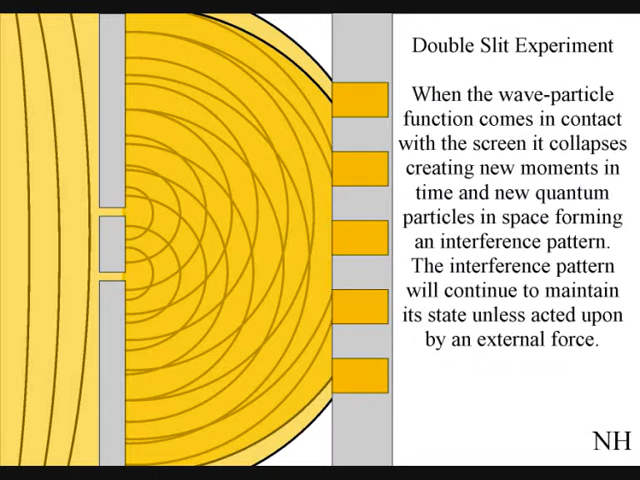 Double Slit Experiment
When the wave-particle
function comes in contact
with the screen it collapses
creating new moments in
time and new quantum
particles in space forming
an interference pattern.
The interference pattern
will continue to maintain
its state unless acted upon
by an external force.
NH